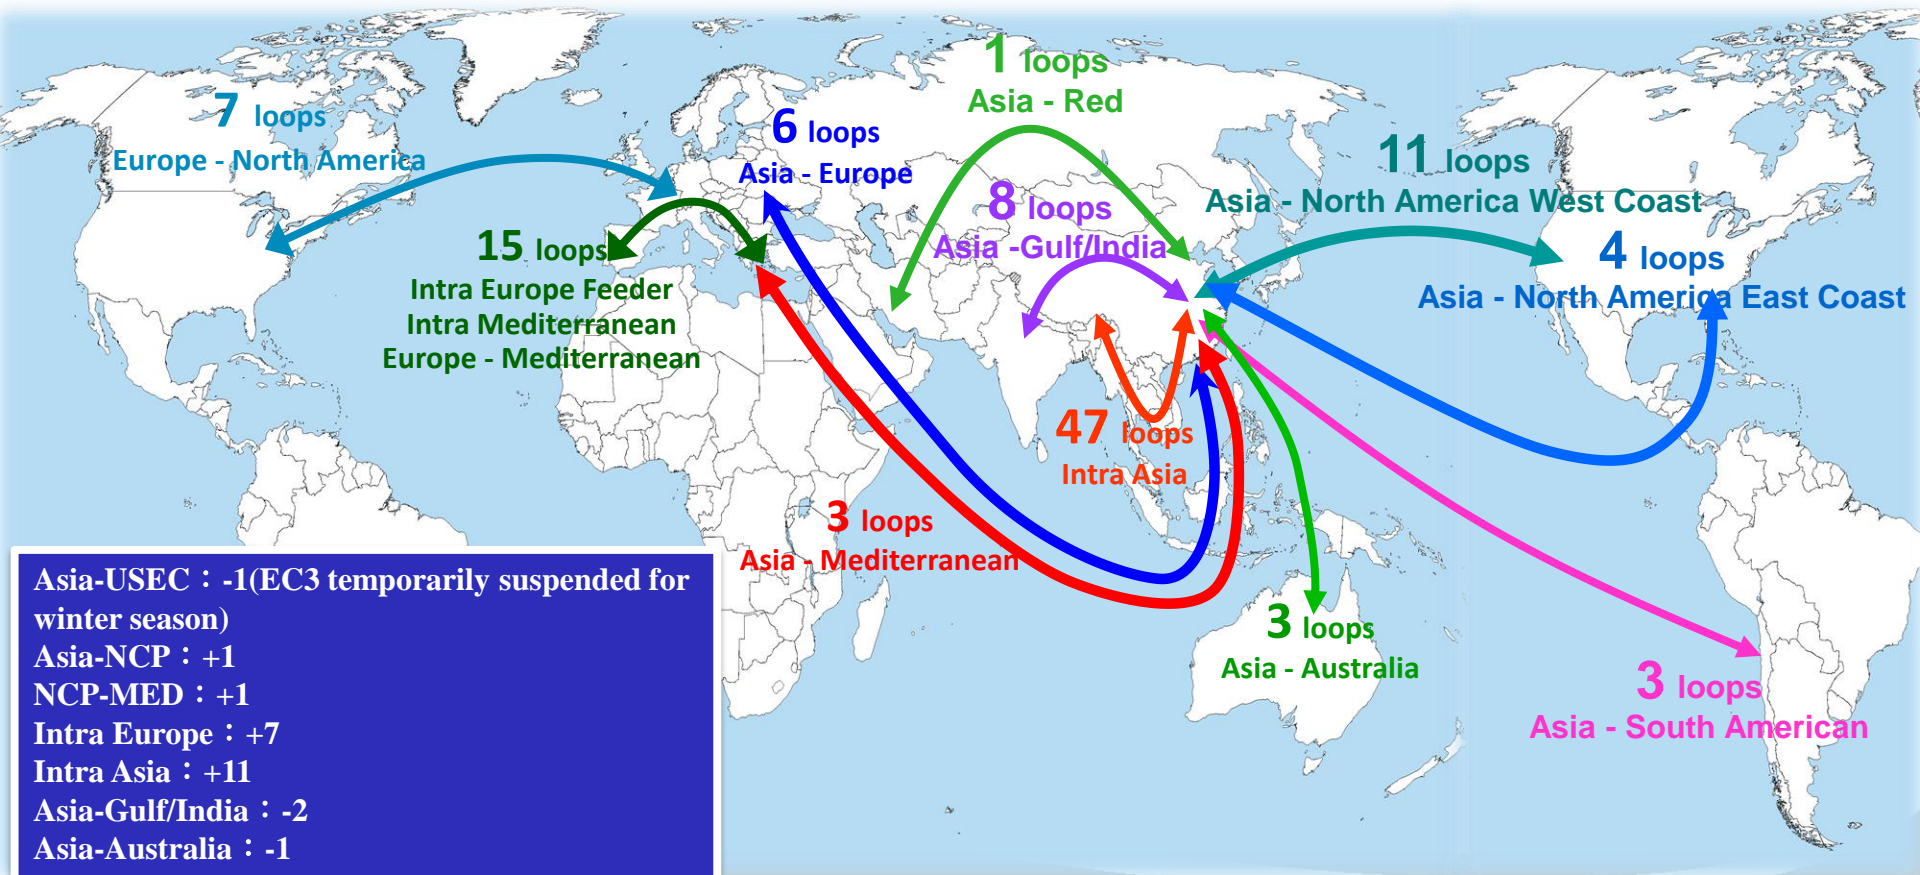 1 loops
Asia - Red
7 loops
Europe - North America
6 loops
Asia - Europe
11 loops
Asia - North America West Coast
8 loops
Asia -Gulf/India
15 loops
Intra Europe Feeder
Intra Mediterranean
Europe - Mediterranean
4 loops
Asia - North America East Coast
47 loops
Intra Asia
3 loops
Asia - Mediterranean
3 loops
Asia - Australia
3 loops
Asia - South American
Asia-USEC：-1(EC3 temporarily suspended for
winter season)
Asia-NCP：+1
NCP-MED：+1
Intra Europe：+7
Intra Asia：+11
Asia-Gulf/India：-2
Asia-Australia：-1